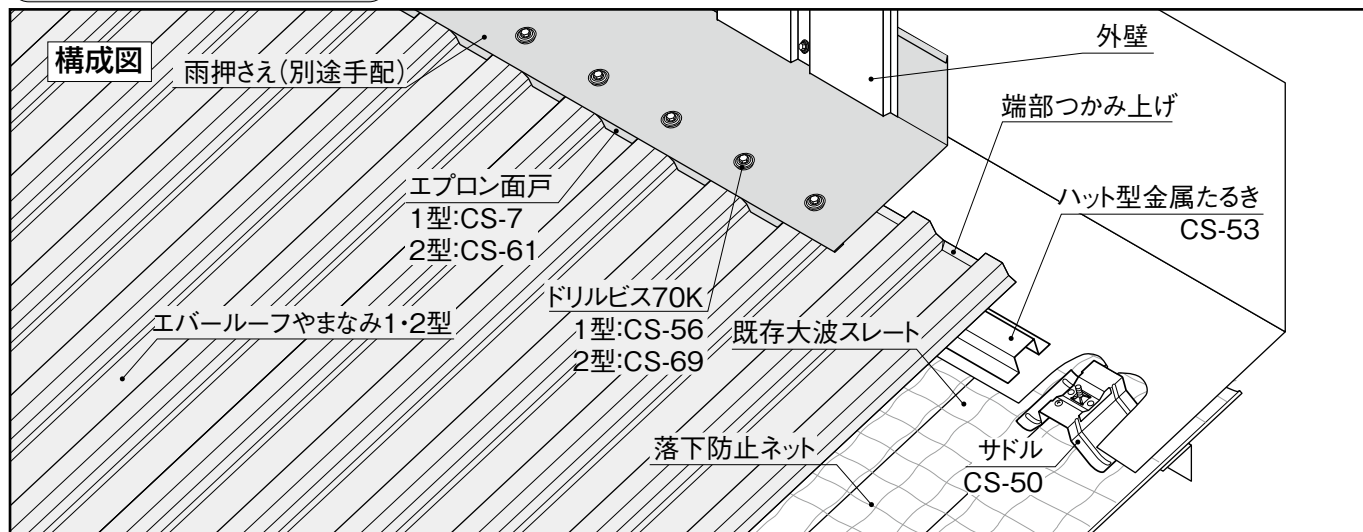 構成図
雨押さえ(別途手配)
外壁
端部つかみ上げ
エプロン面戸
1型:CS-7
2型:CS-61
ハット型金属たるき
CS-53
ドリルビス70K
1型:CS-56
2型:CS-69
エバールーフやまなみ1・2型
既存大波スレート
落下防止ネット
サドル
CS-50